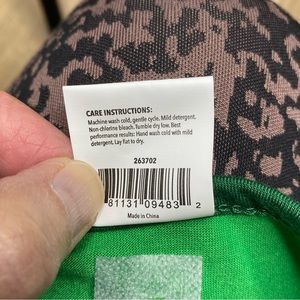 CARE INSTRUCTIONS:
Machine wash cold, gentle cycle. Mild detergent.
Non-chlorine bleach. Tumble dry low. Best
performance results: Hand wash cold with mild
detergent. Lay flat to dry.
263702
81131 09483 2
Made in China